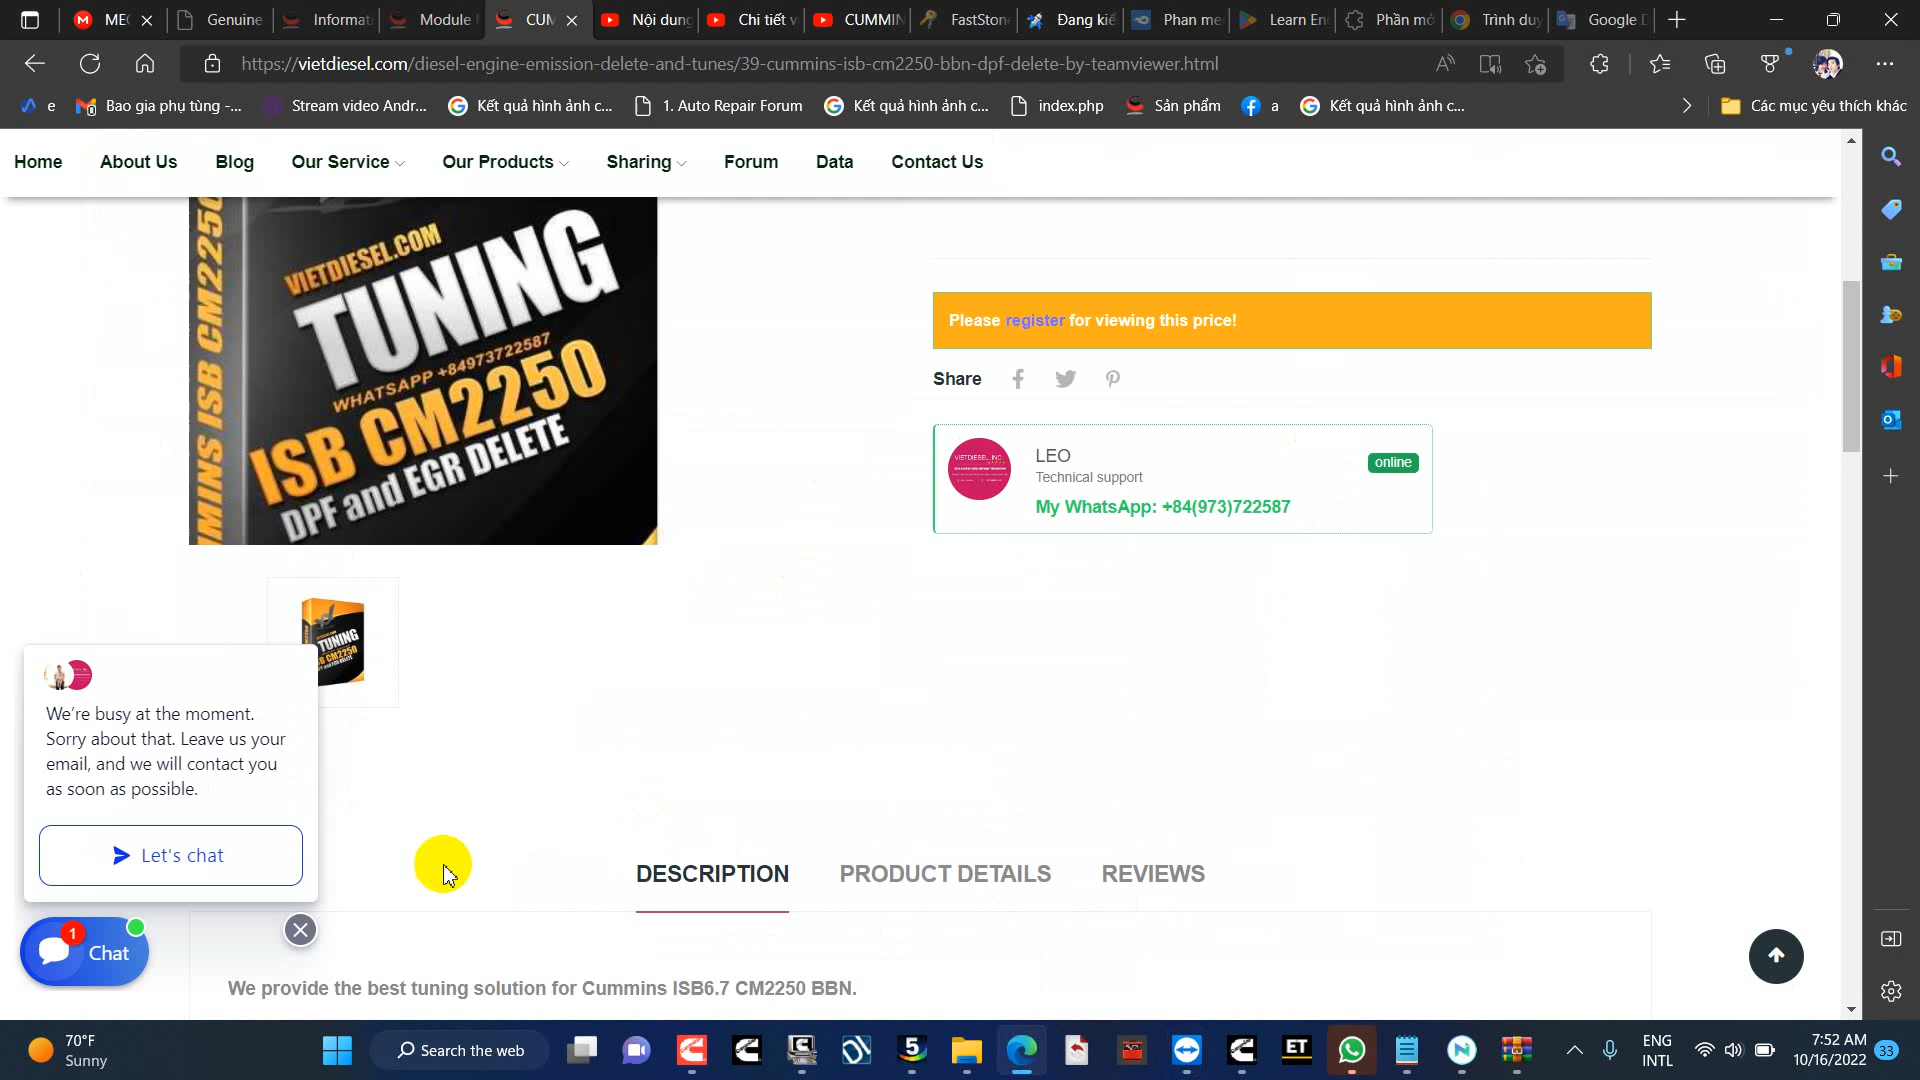 MEC
Genuine
Informat
Module
CUM
Nội dung
Chi tiết v
CUMMIN
FastSton
Đang kiể
Phan me
Learn En
Phần mở
Trình duy
Google D
https://vietdiesel.com/diesel-engine-emission-delete-and-tunes/39-cummins-isb-cm2250-bbn-dpf-delete-by-teamviewer.html
e
Bao gia phụ tùng -...
Stream video Andr...
Kết quả hình ảnh c...
1. Auto Repair Forum
Kết quả hình ảnh c...
index.php
Sản phẩm
a
Kết quả hình ảnh c...
Các mục yêu thích khác
Home
About Us
Blog
Our Service
Our Products
Sharing
Forum
Data
Contact Us
MINS ISB CM2250
VIETDIESEL.COM
TUNING
WHATSAPP +84973722587
ISB CM2250
DPF and EGR DELETE
Please register for viewing this price!
Share
VIETDIESEL INC
LEO
Technical support
My WhatsApp: +84(973)722587
online
TUNING
We're busy at the moment.
Sorry about that. Leave us your
email, and we will contact you
as soon as possible.
Let's chat
1
Chat
DESCRIPTION
PRODUCT DETAILS
REVIEWS
We provide the best tuning solution for Cummins ISB6.7 CM2250 BBN.
70°F
Sunny
Search the web
5
ET
ENG
INTL
7:52 AM
10/16/2022
33